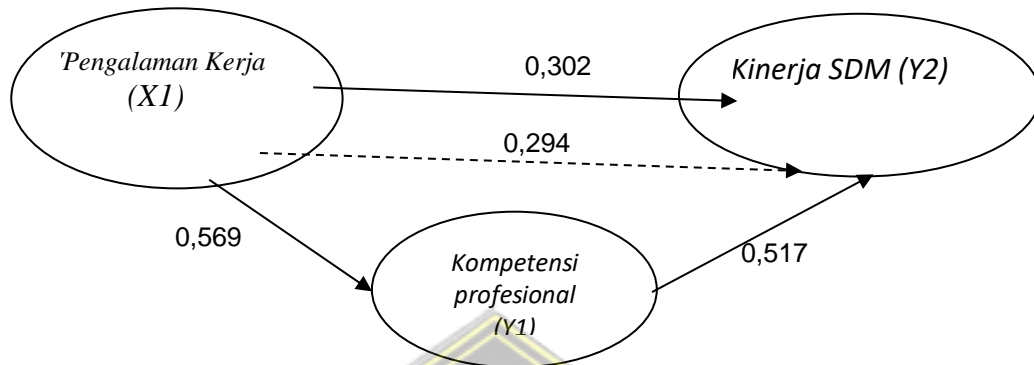 'Pengalaman Kerja
(X1)
0,302
Kinerja SDM (Y2)
0,294
0,569
0,517
Kompetensi
profesional
(Y1)